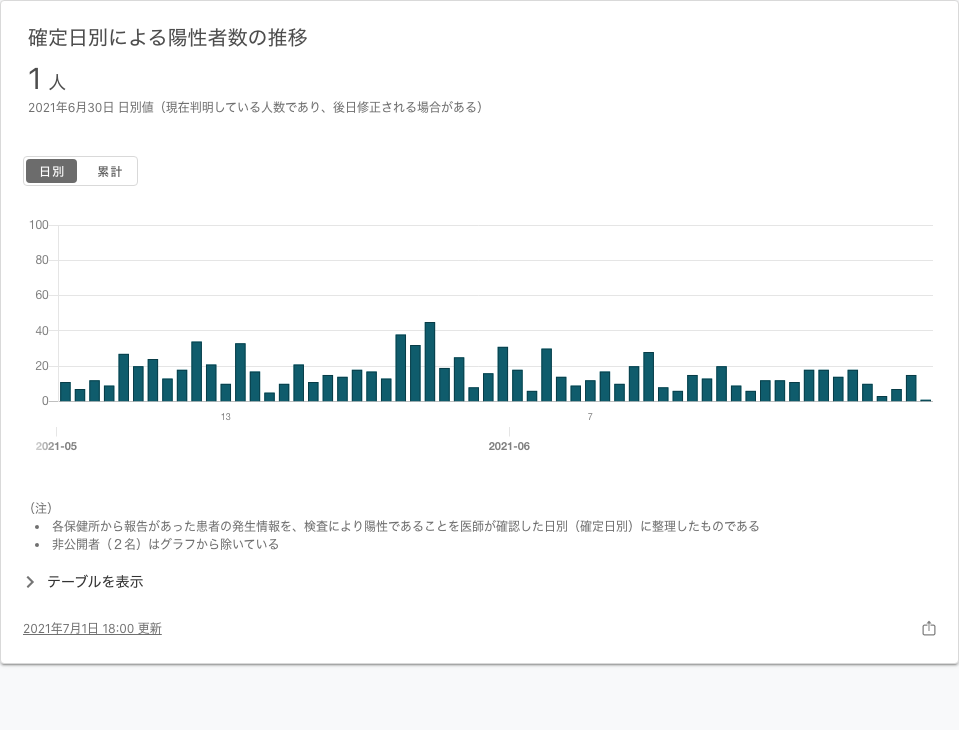 確定日別による陽性者数の推移
1 人
2021年6月30日 日別値（現在判明している人数であり、後日修正される場合がある）
日別 累計
100
80
60
40
20
0
13 7
2021-05 2021-06
（注）
• 各保健所から報告があった患者の発生情報を、検査により陽性であることを医師が確認した日別（確定日別）に整理したものである
• 非公開者（２名）はグラフから除いている
テーブルを表示
2021年7月1日 18:00 更新